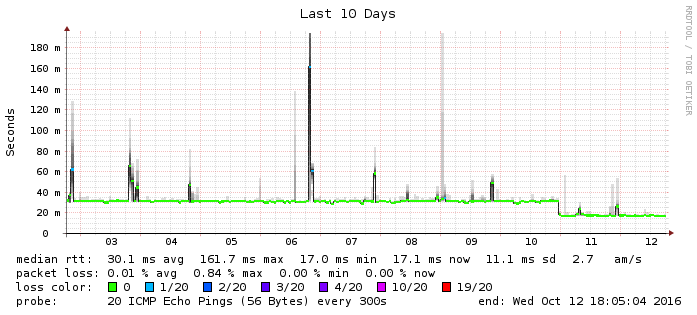 Last 10 Days
RRDTOOL / TOBI OETIKER
Seconds
180 m
160 m
140 m
120 m
100 m
80 m
60 m
40 m
20 m
0
03 04 05 06 07 08 09 10 11 12
median rtt: 30.1 ms avg 161.7 ms max 17.0 ms min 17.1 ms now 11.1 ms sd 2.7 am/s
packet loss: 0.01 % avg 0.84 % max 0.00 % min 0.00 % now
loss color: 0 1/20 2/20 3/20 4/20 10/20 19/20
probe: 20 ICMP Echo Pings (56 Bytes) every 300s end: Wed Oct 12 18:05:04 2016